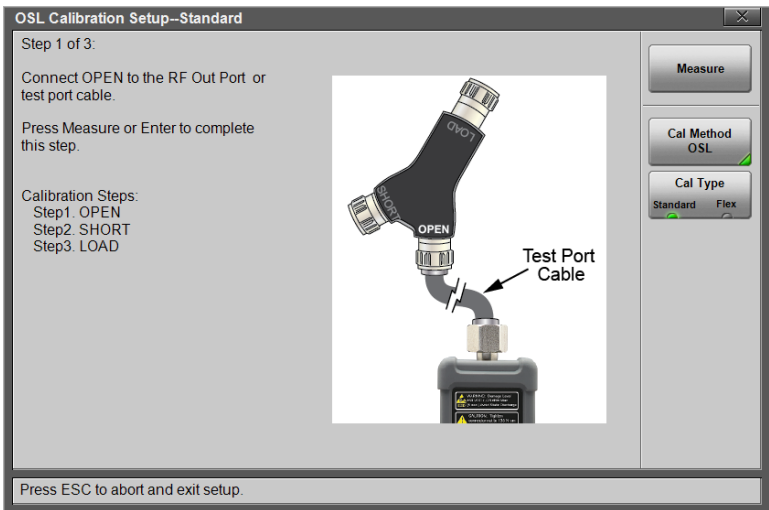 OSL Calibration Setup--Standard
Step 1 of 3:
Connect OPEN to the RF Out Port or
test port cable.
Press Measure or Enter to complete
this step.
Calibration Steps:
Step1. OPEN
Step2. SHORT
Step3. LOAD
LOAD
SHORT
OPEN
Test Port
Cable
WARNING:
CAUTION:
Measure
Cal Method
OSL
Cal Type
Standard Flex
Press ESC to abort and exit setup.